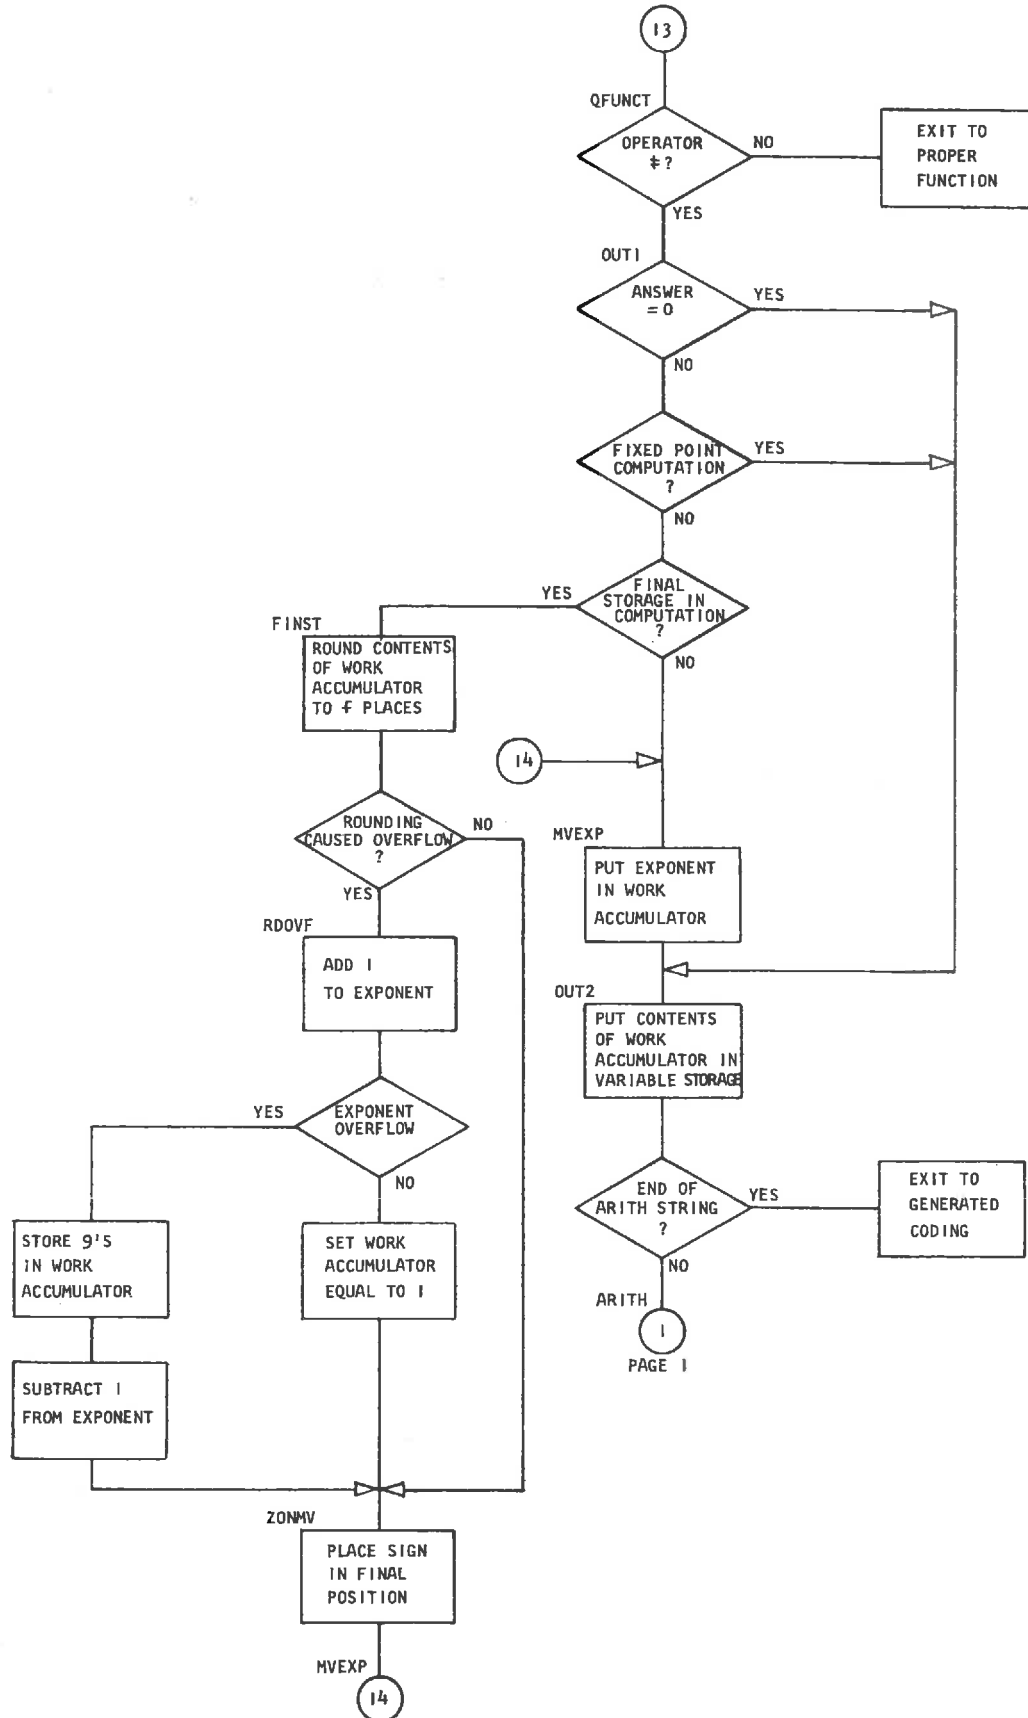 13
QFUNCT
OPERATOR
ǂ?
NO
EXIT TO
PROPER
FUNCTION
YES
OUT1
ANSWER
=0
YES
NO
FIXED POINT
COMPUTATION
?
YES
NO
FINAL
STORAGE IN
COMPUTATION
?
YES
NO
FINST
ROUND CONTENTS
OF WORK
ACCUMULATOR
TO f PLACES
14
ROUNDING
CAUSED OVERFLOW
?
NO
YES
MVEXP
PUT EXPONENT
IN WORK
ACCUMULATOR
RDOVF
ADD 1
TO EXPONENT
OUT2
PUT CONTENTS
OF WORK
ACCUMULATOR IN
VARIABLE STORAGE
EXPONENT
OVERFLOW
YES
NO
END OF
ARITH STRING
?
YES
EXIT TO
GENERATED
CODING
NO
STORE 9'S
IN WORK
ACCUMULATOR
SET WORK
ACCUMULATOR
EQUAL TO 1
ARITH
1
PAGE 1
SUBTRACT 1
FROM EXPONENT
ZONMV
PLACE SIGN
IN FINAL
POSITION
MVEXP
14